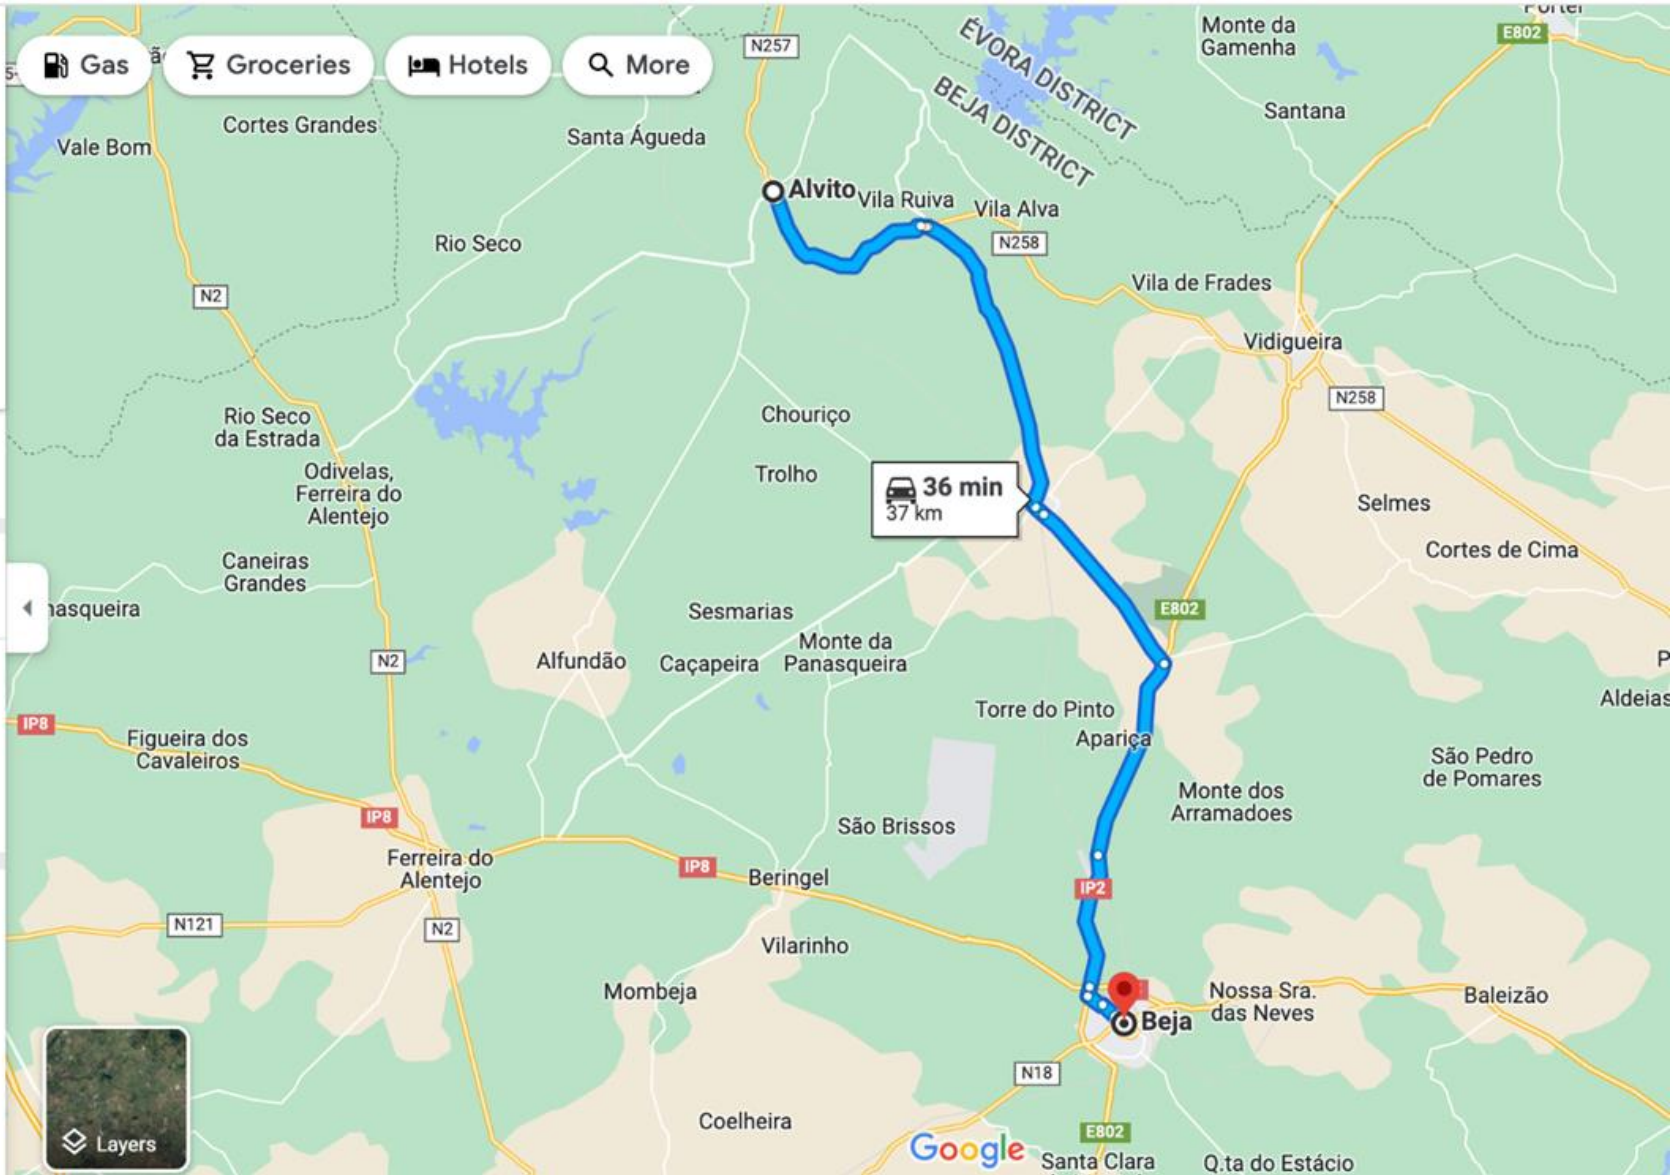 Portel
E802
Monte da
Gamenha
ÉVORA DISTRICT
BEJA DISTRICT
N257
Gas
Groceries
Hotels
More
Cortes Grandes
Vale Bom
Santa Águeda
Santana
Alvito
Vila Ruiva
Vila Alva
N258
Rio Seco
Vila de Frades
N2
Vidigueira
N258
Rio Seco
da Estrada
Chouriço
Odivelas,
Ferreira do
Alentejo
Trolho
36 min
37 km
Selmes
Cortes de Cima
Caneiras
Grandes
nasqueira
Sesmarias
E802
Monte da
Panasqueira
N2
Alfundão
Caçapeira
P
Aldeias
Torre do Pinto
Apariça
IP8
Figueira dos
Cavaleiros
São Pedro
de Pomares
Monte dos
Arramadoes
IP8
São Brissos
Ferreira do
Alentejo
IP8
Beringel
IP2
N121
N2
Vilarinho
Mombeja
Nossa Sra.
das Neves
Baleizão
Beja
N18
Coelheira
E802
Layers
Google
Santa Clara
Q.ta do Estácio